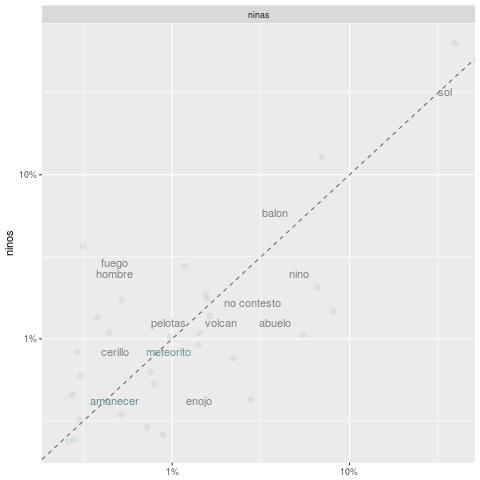 ninas
sol
10%
balon
ninos
fuego
hombre
nino
no contesto
pelotas
volcan
abuelo
1%
cerillo
meteorito
amanecer
enojo
1%
10%